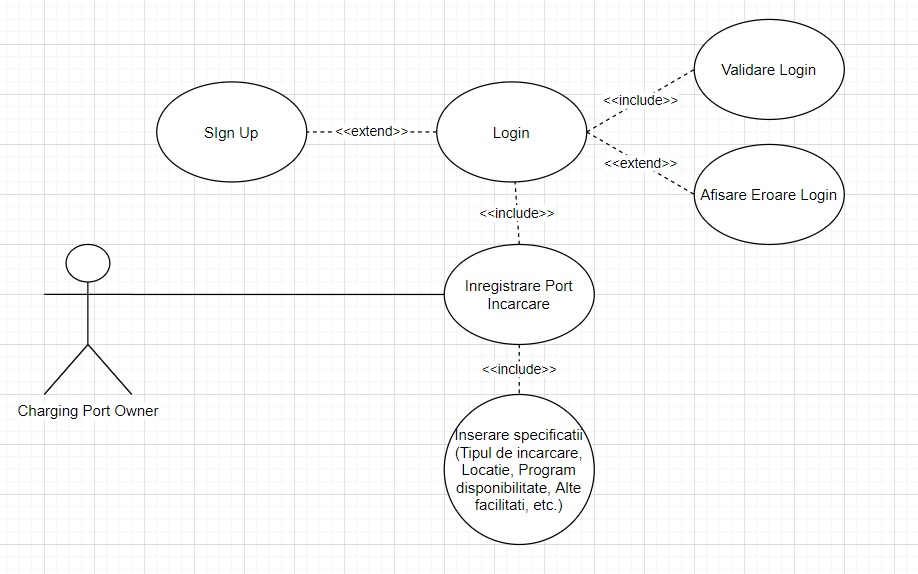 Validare Login
<<include>>
SIgn Up
<<extend>>
Login
<<extend>>
Afisare Eroare Login
<<include>>
Inregistrare Port
Incarcare
<<include>>
Charging Port Owner
Inserare specificatii
(Tipul de incarcare,
Locatie, Program
disponibilitate, Alte
facilitati, etc.)